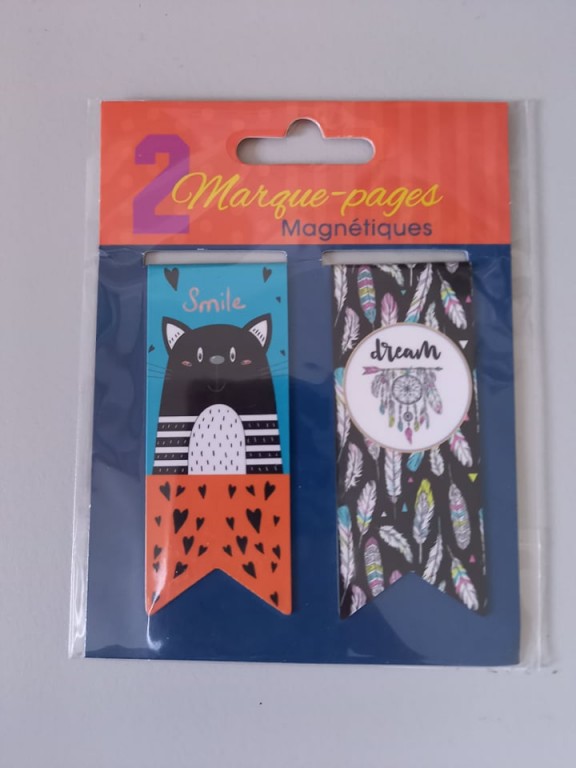 2 Marque-pages
Magnétiques
Smile
dream